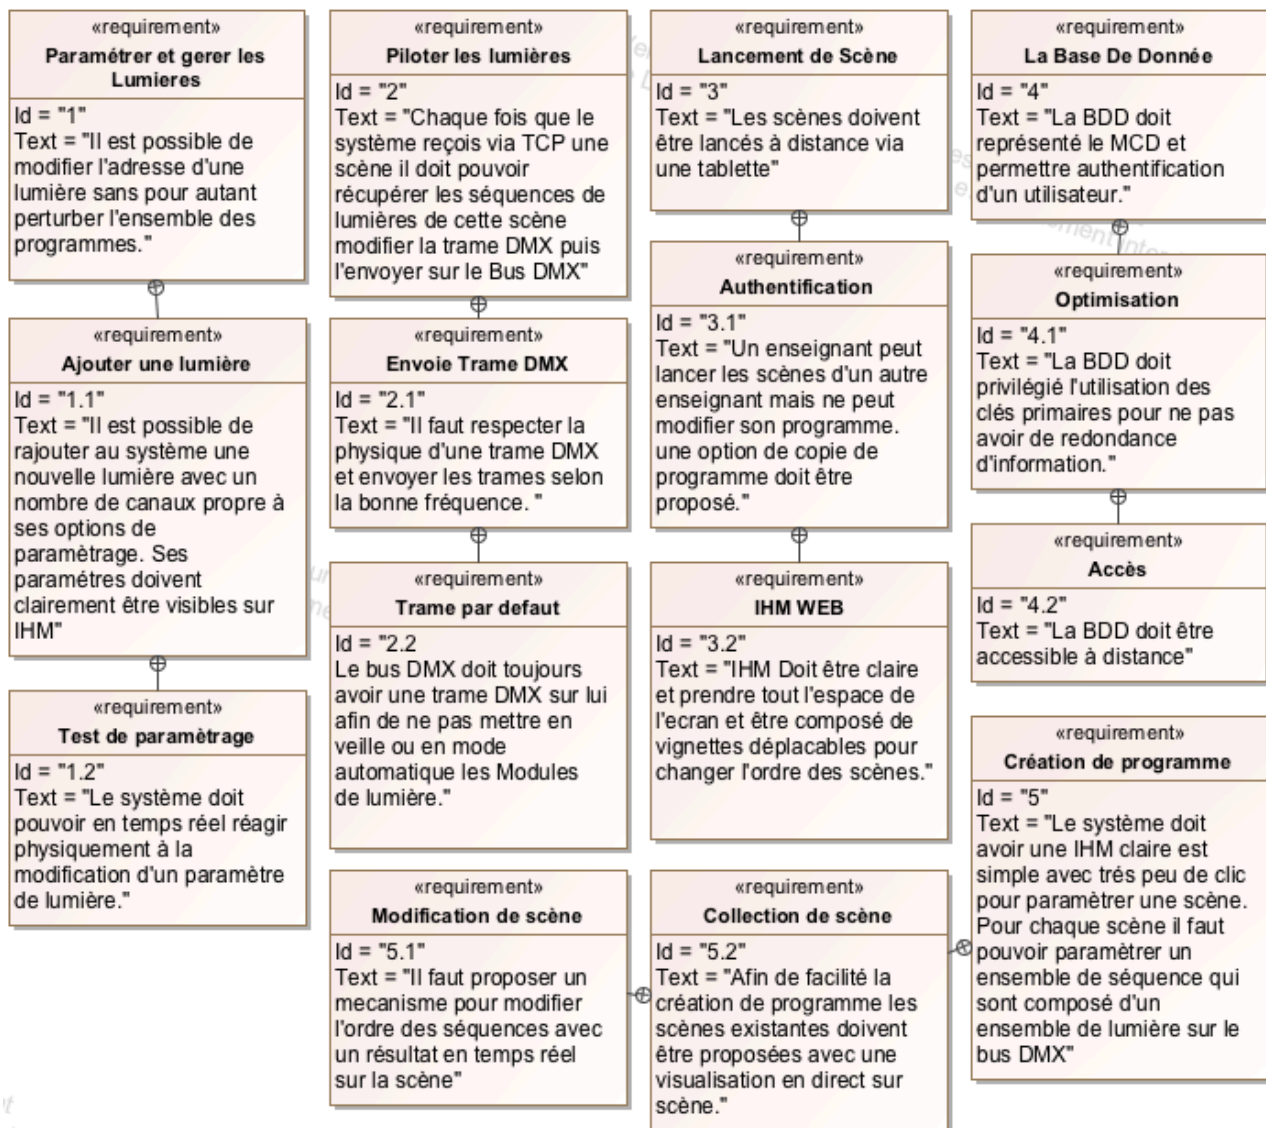 «requirement»
Paramétrer et gerer les
Lumieres
Id = "1"
Text = "Il est possible de
modifier l'adresse d'une
lumière sans pour autant
perturber l'ensemble des
programmes."
«requirement»
Ajouter une lumière
Id = "1.1"
Text = "Il est possible de
rajouter au système une
nouvelle lumière avec un
nombre de canaux propre à
ses options de
paramètrage. Ses
paramétres doivent
clairement être visibles sur
IHM"
«requirement»
Test de paramètrage
Id = "1.2"
Text = "Le système doit
pouvoir en temps réel réagir
physiquement à la
modification d'un paramètre
de lumière."
«requirement»
Piloter les lumières
Id = "2"
Text = "Chaque fois que le
système reçois via TCP une
scène il doit pouvoir
récupérer les séquences de
lumières de cette scène
modifier la trame DMX puis
l'envoyer sur le Bus DMX"
«requirement»
Envoie Trame DMX
Id = "2.1"
Text = "Il faut respecter la
physique d'une trame DMX
et envoyer les trames selon
la bonne fréquence. "
«requirement»
Trame par defaut
Id = "2.2
Le bus DMX doit toujours
avoir une trame DMX sur lui
afin de ne pas mettre en
veille ou en mode
automatique les Modules
de lumière."
«requirement»
Lancement de Scène
Id = "3"
Text = "Les scènes doivent
être lancés à distance via
une tablette"
«requirement»
Authentification
Id = "3.1"
Text = "Un enseignant peut
lancer les scènes d'un autre
enseignant mais ne peut
modifier son programme.
une option de copie de
programme doit être
proposé."
«requirement»
IHM WEB
Id = "3.2"
Text = "IHM Doit être claire
et prendre tout l'espace de
l'ecran et être composé de
vignettes déplacables pour
changer l'ordre des scènes."
«requirement»
La Base De Donnée
Id = "4"
Text = "La BDD doit
représenté le MCD et
permettre authentification
d'un utilisateur."
«requirement»
Optimisation
Id = "4.1"
Text = "La BDD doit
privilégié l'utilisation des
clés primaires pour ne pas
avoir de redondance
d'information."
«requirement»
Accès
Id = "4.2"
Text = "La BDD doit être
accessible à distance"
«requirement»
Création de programme
Id = "5"
Text = "Le système doit
avoir une IHM claire est
simple avec trés peu de clic
pour paramètrer une scène.
Pour chaque scène il faut
pouvoir paramètrer un
ensemble de séquence qui
sont composé d'un
ensemble de lumière sur le
bus DMX"
«requirement»
Modification de scène
Id = "5.1"
Text = "Il faut proposer un
mecanisme pour modifier
l'ordre des séquences avec
un résultat en temps réel
sur la scène"
«requirement»
Collection de scène
Id = "5.2"
Text = "Afin de facilité la
création de programme les
scènes existantes doivent
être proposées avec une
visualisation en direct sur
scène."